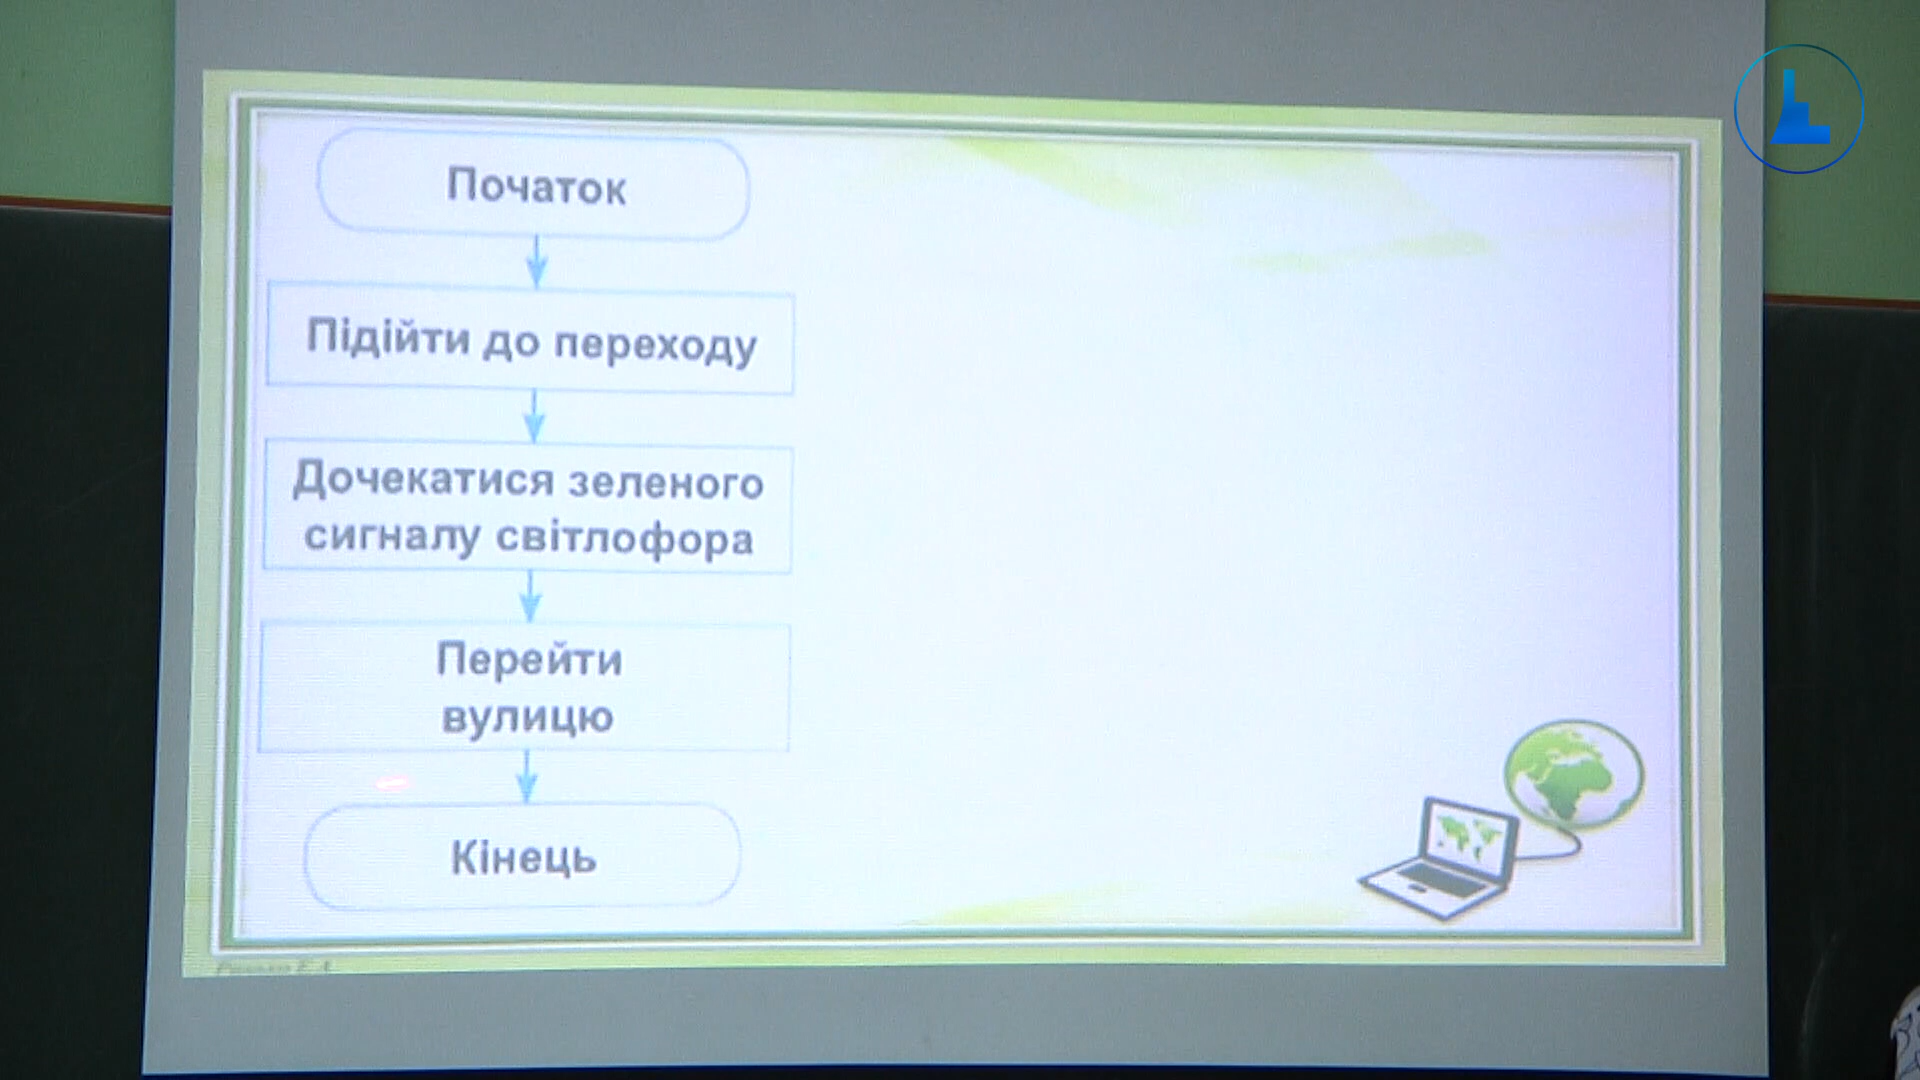 Початок
Підійти до переходу
Дочекатися зеленого
сигналу світлофора
Перейти
вулицю
Кінець